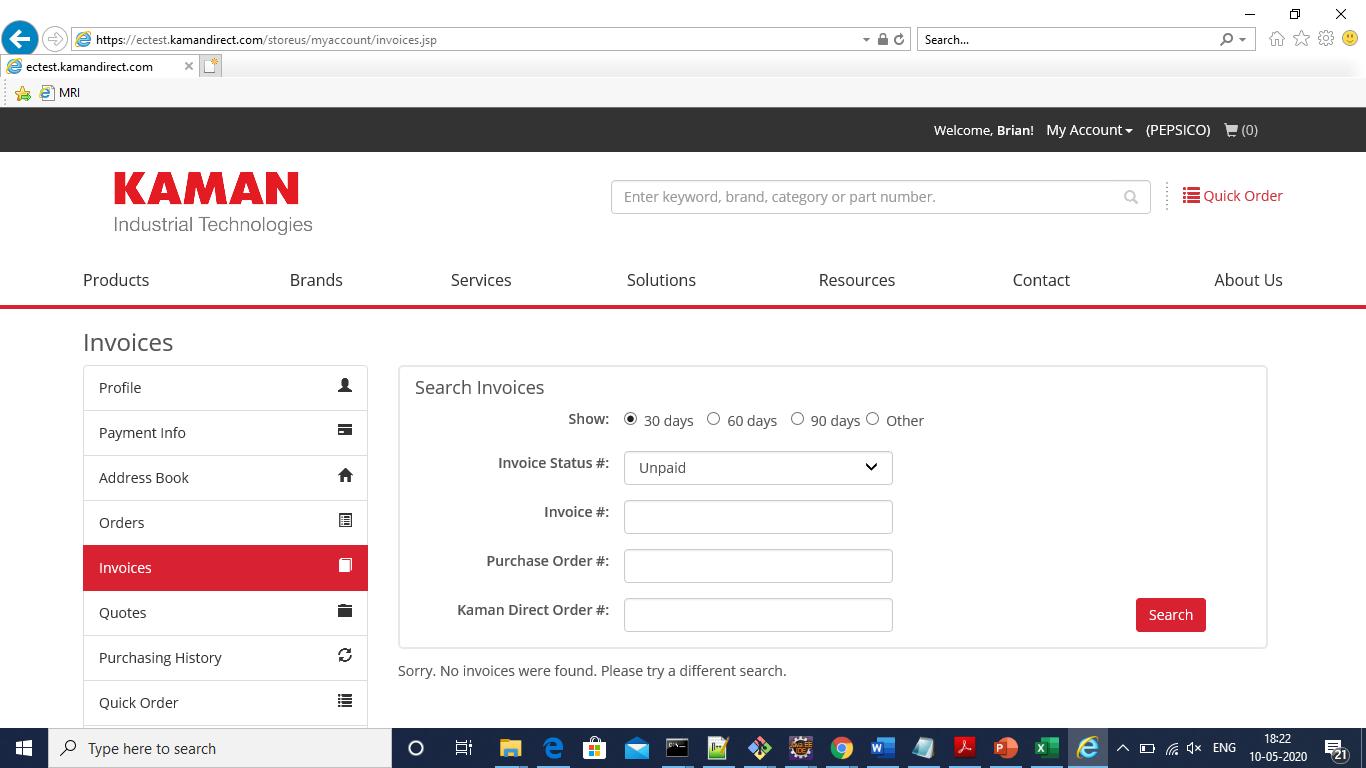 https://ectest.kamandirect.com/storeus/myaccount/invoices.jsp
Search...
ectest.kamandirect.com
MRI
Welcome, Brian! My Account (PEPSICO) (0)
KAMAN
Industrial Technologies
Enter keyword, brand, category or part number.
Quick Order
Products Brands Services Solutions Resources Contact About Us
Invoices
Profile
Payment Info
Address Book
Orders
Invoices
Quotes
Purchasing History
Quick Order
Search Invoices
Show: 30 days 60 days 90 days Other
Invoice Status #: Unpaid
Invoice #:
Purchase Order #:
Kaman Direct Order #:
Search
Sorry. No invoices were found. Please try a different search.
Type here to search
ENG
18:22
10-05-2020
21